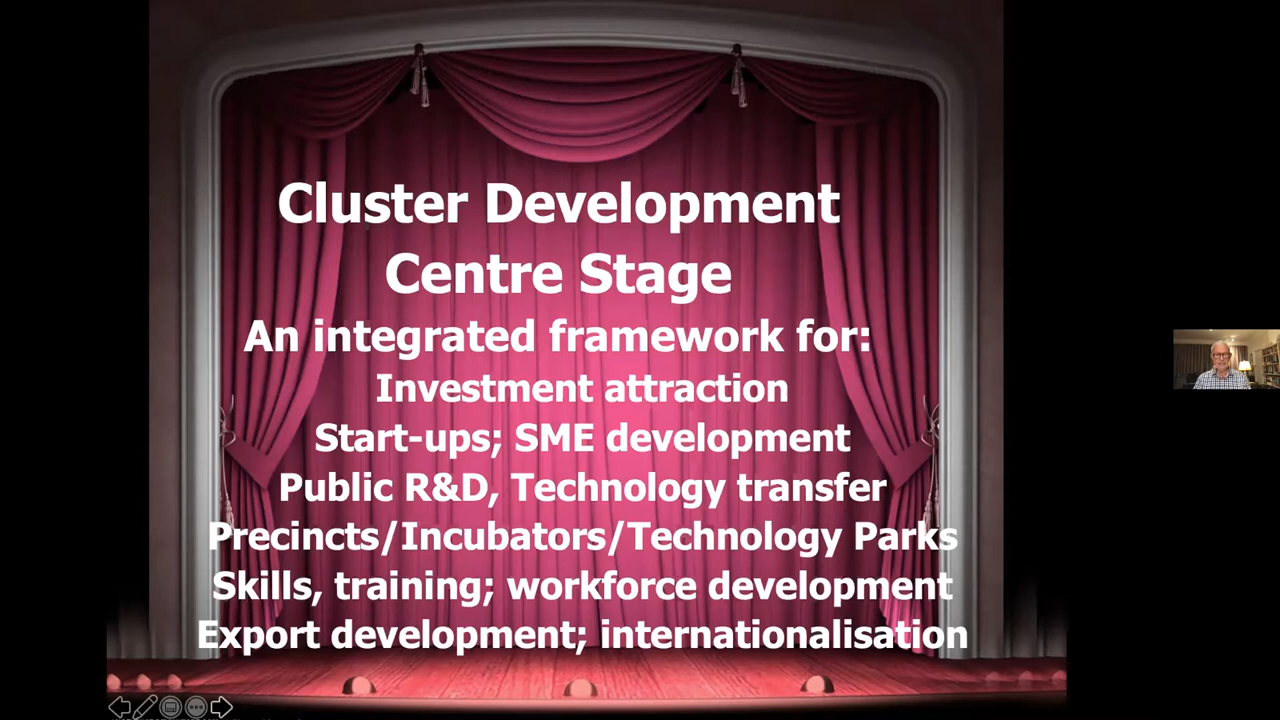 Cluster Development
Centre Stage
An integrated framework for:
Investment attraction
Start-ups; SME development
Public R&D, Technology transfer
Precincts/Incubators/Technology Parks
Skills, training; workforce development
Export development; internationalisation